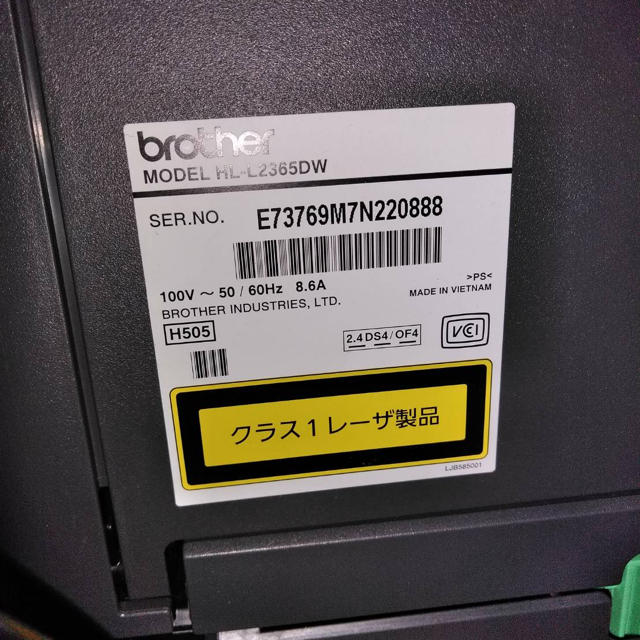 brother
MODEL HL-L2365DW
SER.NO. E73769M7N220888
100V ～ 50 / 60Hz 8.6A
BROTHER INDUSTRIES, LTD.
>PS<
MADE IN VIETNAM
H505
2.4 DS4 / OF4
VCI
クラス1レーザ製品
LJB585001